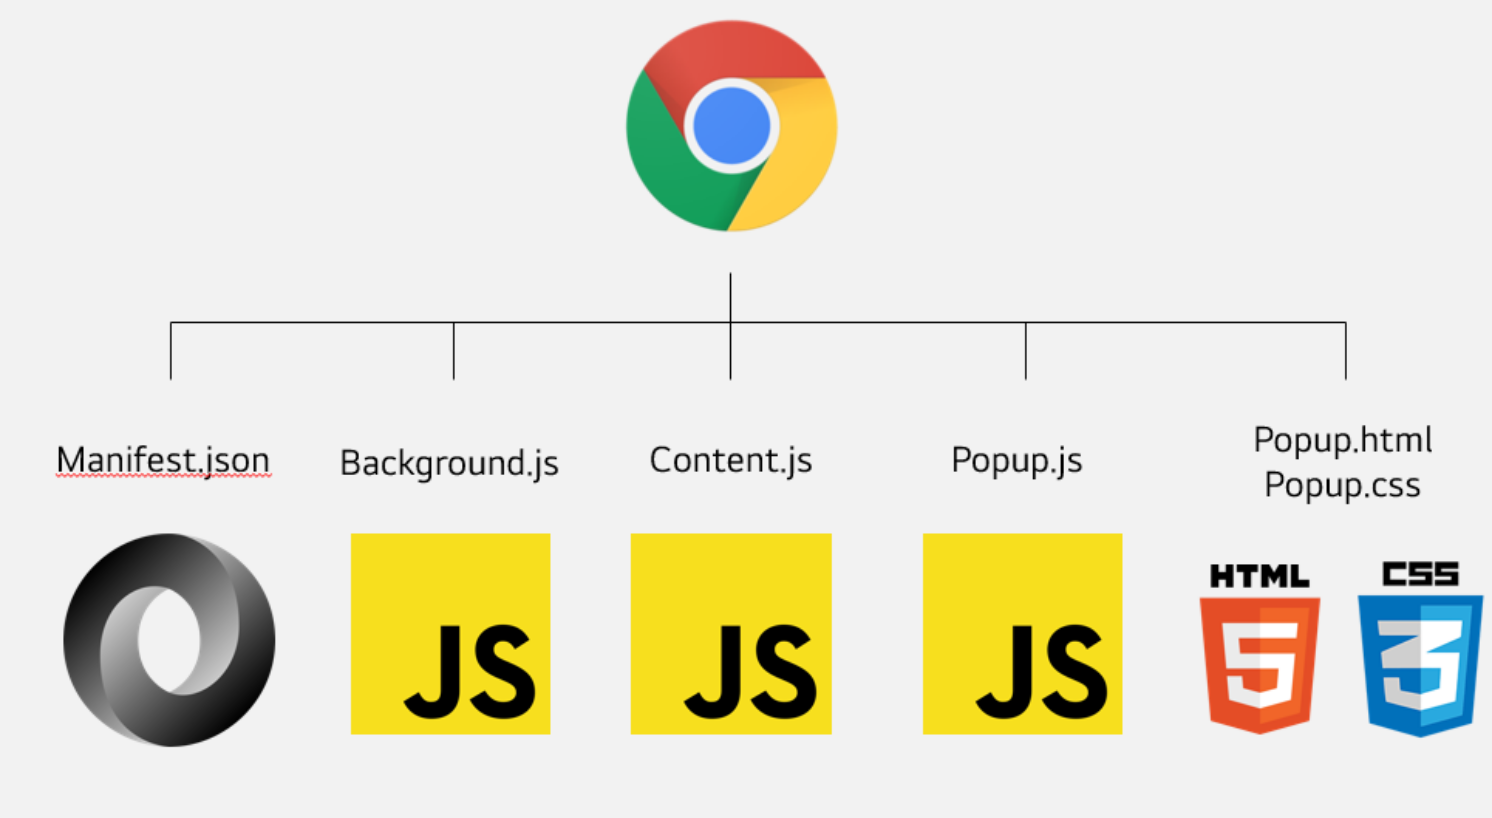 Manifest.json
Background.js
Content.js
Popup.js
Popup.html
Popup.css
JS
JS
JS
HTML
5
CSS
3